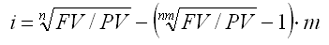 i = ⁿ√(FV / PV) − (ⁿᵐ√(FV / PV) − 1) · m